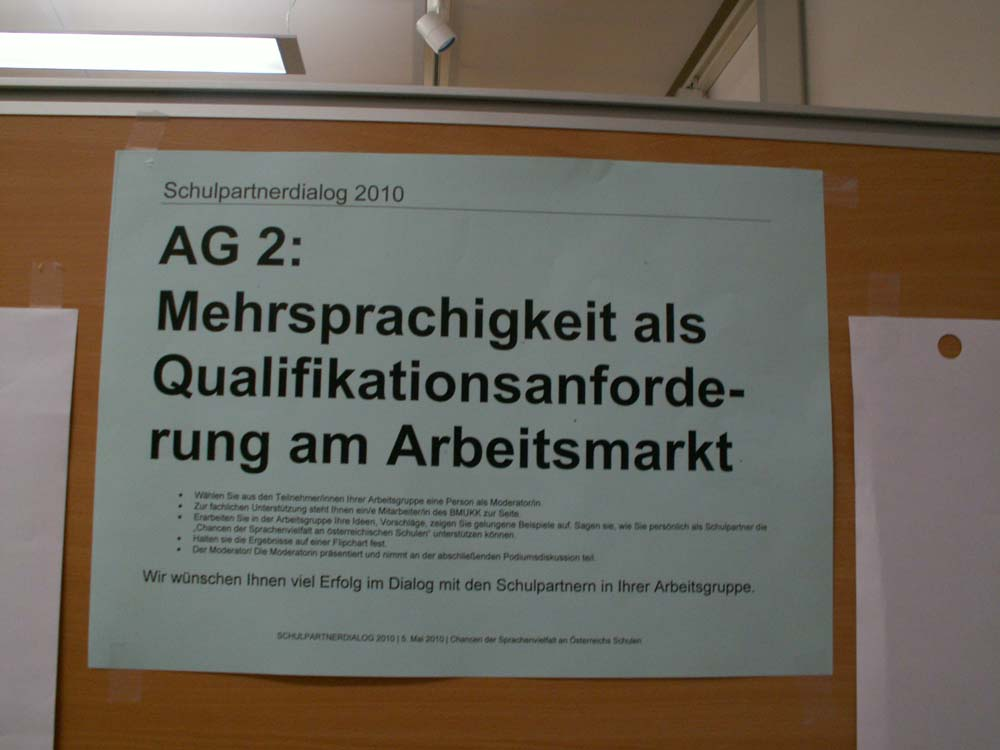 Schulpartnerdialog 2010
AG 2:
Mehrsprachigkeit als
Qualifikationsanforde-
rung am Arbeitsmarkt
• Wählen Sie aus den Teilnehmer/innen Ihrer Arbeitsgruppe eine Person als Moderator/in.
• Zur fachlichen Unterstützung steht Ihnen ein/e Mitarbeiter/in des BMUKK zur Seite.
• Erarbeiten Sie in der Arbeitsgruppe Ihre Ideen, Vorschläge, zeigen Sie gelungene Beispiele auf. Sagen sie, wie Sie persönlich als Schulpartner die
„Chancen der Sprachenvielfalt an österreichischen Schulen“ unterstützen können.
• Halten sie die Ergebnisse auf einer Flipchart fest.
• Der Moderator/ Die Moderatorin präsentiert und nimmt an der abschließenden Podiumsdiskussion teil.
Wir wünschen Ihnen viel Erfolg im Dialog mit den Schulpartnern in Ihrer Arbeitsgruppe.
SCHULPARTNERDIALOG 2010 | 5. Mai 2010 | Chancen der Sprachenvielfalt an Österreichs Schulen